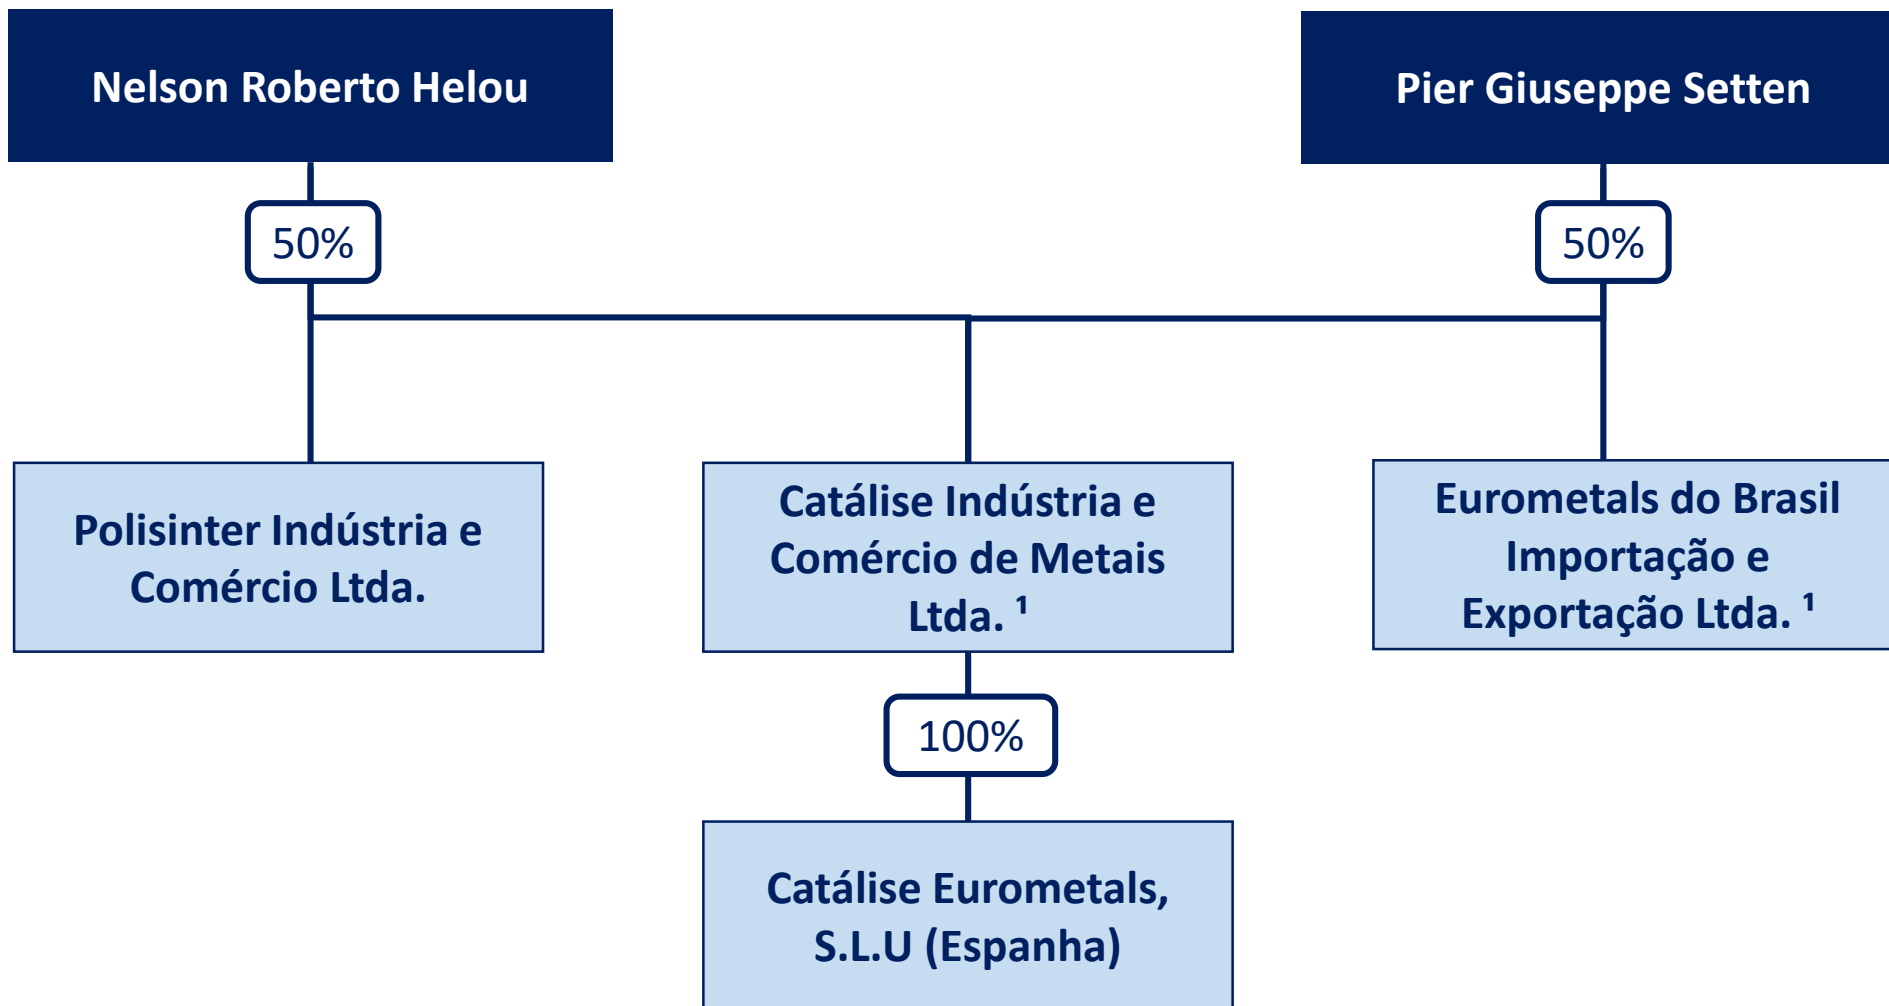 Nelson Roberto Helou
Pier Giuseppe Setten
50%
50%
Polisinter Indústria e
Comércio Ltda.
Catálise Indústria e
Comércio de Metais
Ltda. ¹
Eurometals do Brasil
Importação e
Exportação Ltda. ¹
100%
Catálise Eurometals,
S.L.U (Espanha)